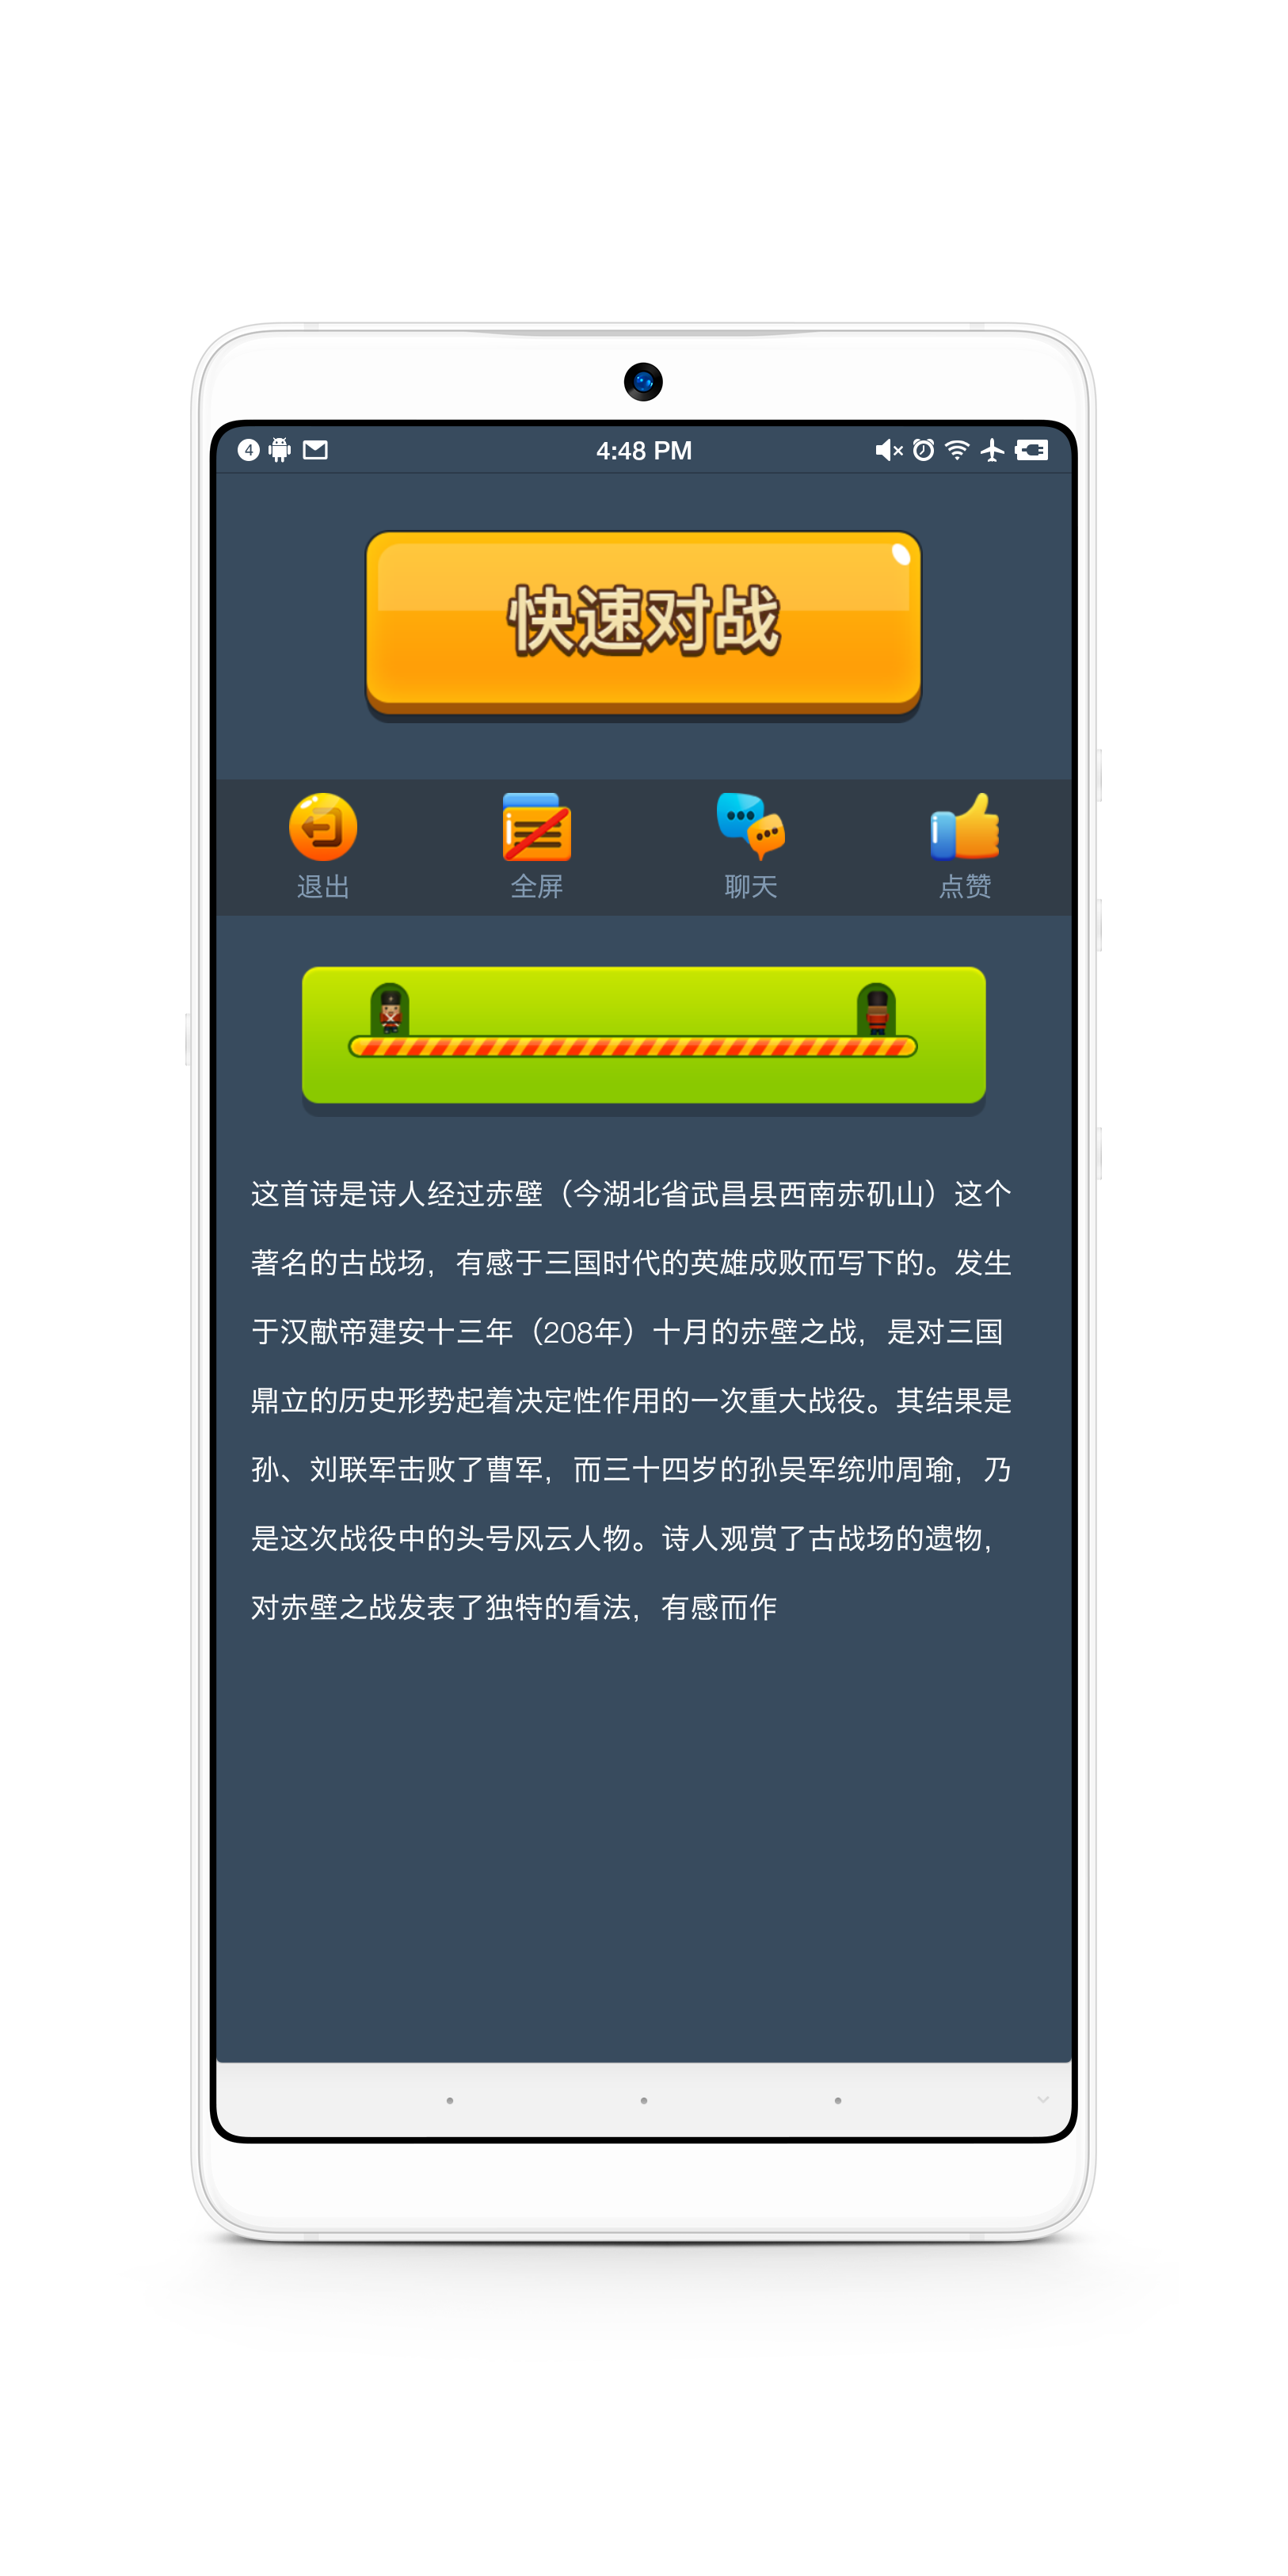 4
4:48 PM
快速对战
退出 全屏 聊天 点赞
这首诗是诗人经过赤壁（今湖北省武昌县西南赤矶山）这个
著名的古战场，有感于三国时代的英雄成败而写下的。发生
于汉献帝建安十三年（208年）十月的赤壁之战，是对三国
鼎立的历史形势起着决定性作用的一次重大战役。其结果是
孙、刘联军击败了曹军，而三十四岁的孙吴军统帅周瑜，乃
是这次战役中的头号风云人物。诗人观赏了古战场的遗物，
对赤壁之战发表了独特的看法，有感而作